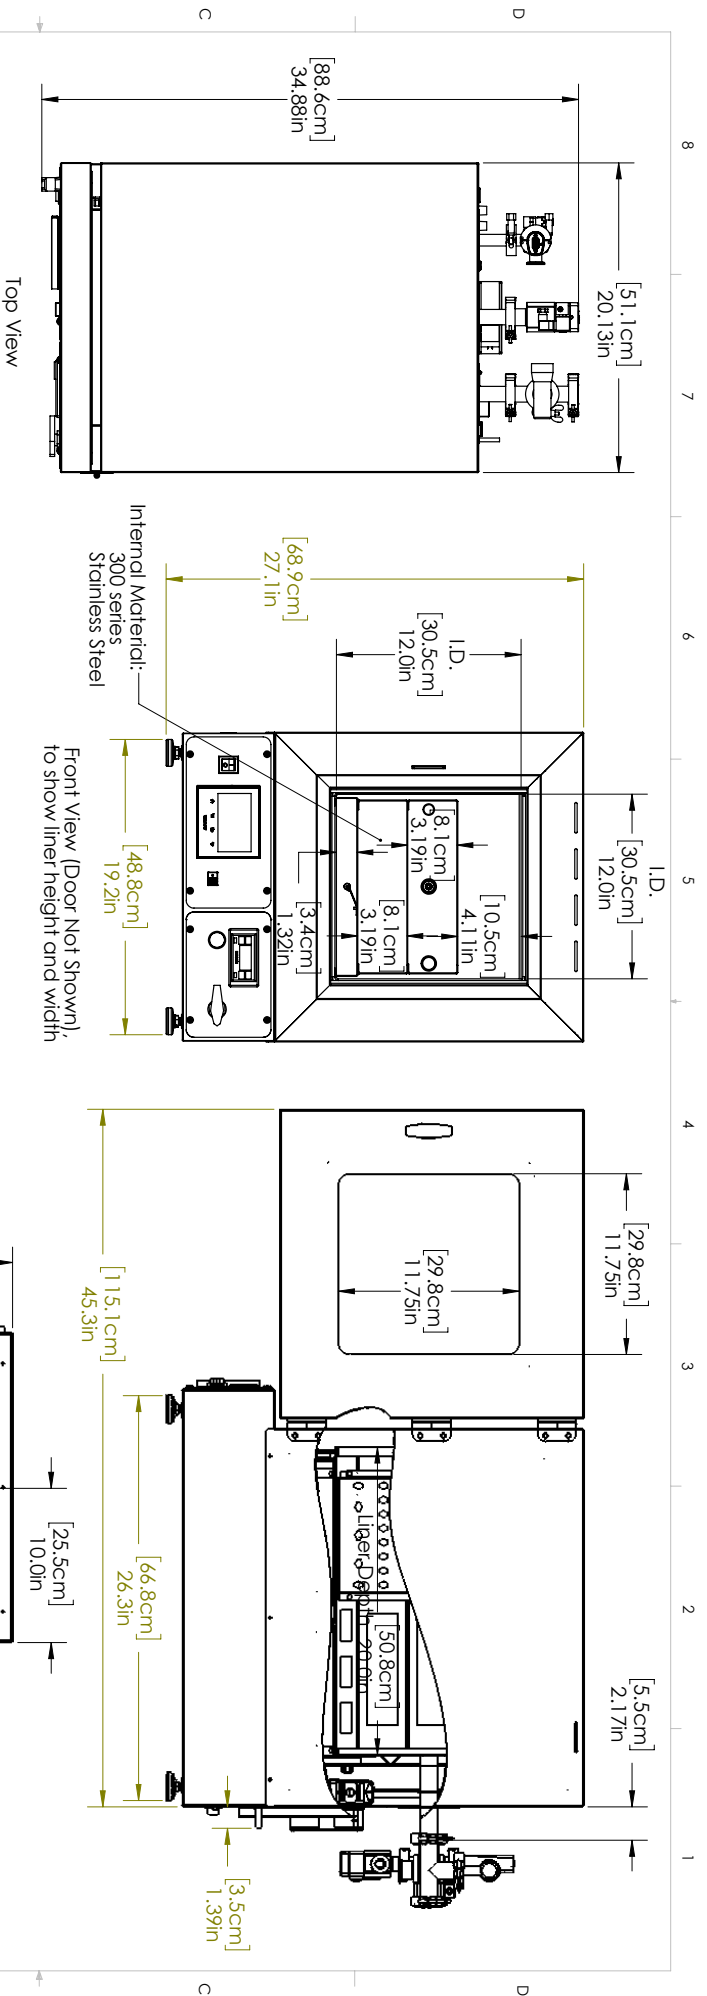 8
7
6
5
4
3
2
1
D
D
C
C
[88.6cm]
34.88in
[51.1cm]
20.13in
Top View
Internal Material:
300 series
Stainless Steel
[68.9cm]
27.1in
I.D.
[30.5cm]
12.0in
I.D.
[30.5cm]
12.0in
[8.1cm]
3.19in
[10.5cm]
4.11in
[8.1cm]
3.19in
[3.4cm]
1.32in
[48.8cm]
19.2in
Front View (Door Not Shown),
to show liner height and width
[29.8cm]
11.75in
[29.8cm]
11.75in
[115.1cm]
45.3in
[50.8cm]
Liner Depth 20.0in
[66.8cm]
26.3in
[25.5cm]
10.0in
[5.5cm]
2.17in
[3.5cm]
1.39in